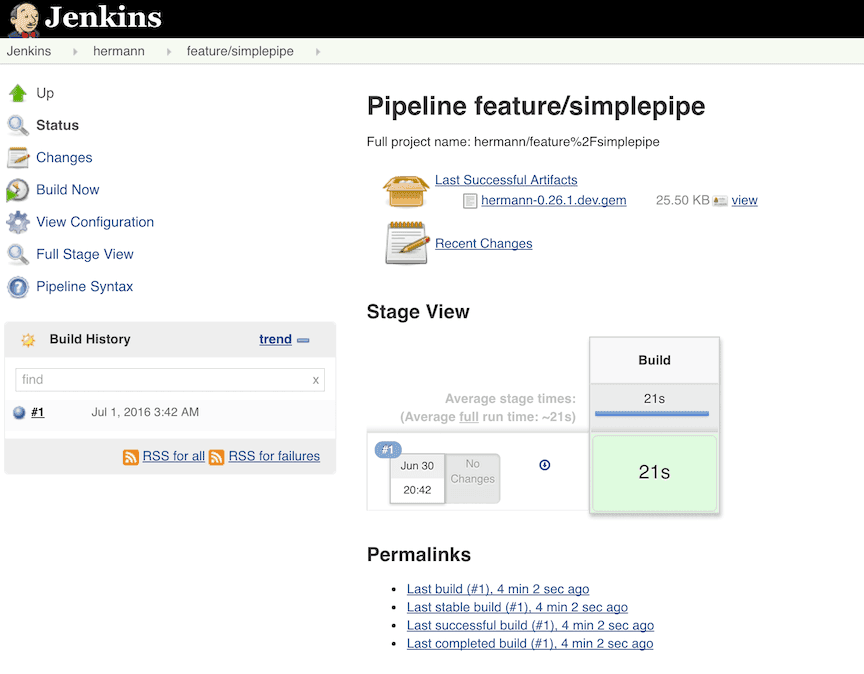 Jenkins
Jenkins hermann feature/simplepipe
Up
Status
Changes
Build Now
View Configuration
Full Stage View
Pipeline Syntax
Build History trend
find x
#1 Jul 1, 2016 3:42 AM
RSS for all RSS for failures
Pipeline feature/simplepipe
Full project name: hermann/feature%2Fsimplepipe
Last Successful Artifacts
hermann-0.26.1.dev.gem 25.50 KB view
Recent Changes
Stage View
Build
Average stage times: 21s
(Average full run time: ~21s)
#1
Jun 30 No
20:42 Changes
21s
Permalinks
Last build (#1), 4 min 2 sec ago
Last stable build (#1), 4 min 2 sec ago
Last successful build (#1), 4 min 2 sec ago
Last completed build (#1), 4 min 2 sec ago